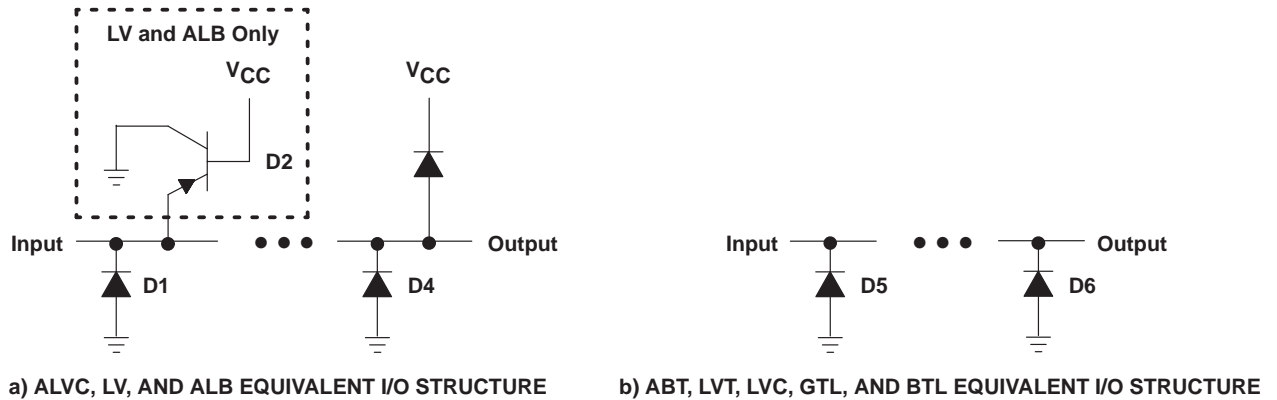 LV and ALB Only
VCC
VCC
D2
Input
Output
D1
D4
Input
Output
D5
D6
a) ALVC, LV, AND ALB EQUIVALENT I/O STRUCTURE
b) ABT, LVT, LVC, GTL, AND BTL EQUIVALENT I/O STRUCTURE